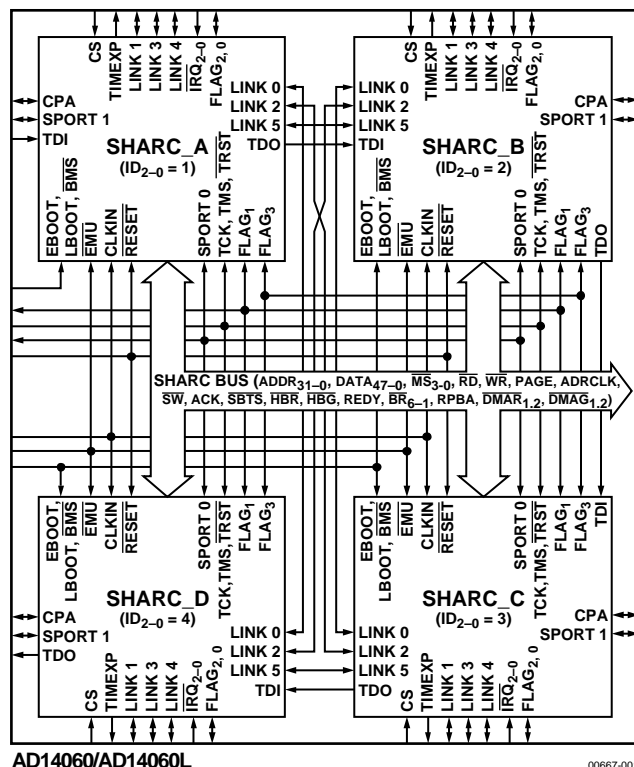 CS
TIMEXP
LINK 1
LINK 3
LINK 4
IRQ2–0
FLAG2, 0
CS
TIMEXP
LINK 1
LINK 3
LINK 4
IRQ2–0
FLAG2, 0
CPA
SPORT 1
TDI
SHARC_A
(ID2–0 = 1)
LINK 0
LINK 2
LINK 5
TDO
LINK 0
LINK 2
LINK 5
TDI
SHARC_B
(ID2–0 = 2)
CPA
SPORT 1
EBOOT,
LBOOT, BMS
EMU
CLKIN
RESET
SPORT 0
TCK, TMS, TRST
FLAG1
FLAG3
EBOOT,
LBOOT, BMS
EMU
CLKIN
RESET
SPORT 0
TCK, TMS, TRST
FLAG1
FLAG3
TDO
SHARC BUS (ADDR31–0, DATA47–0, MS3-0, RD, WR, PAGE, ADRCLK,
SW, ACK, SBTS, HBR, HBG, REDY, BR6–1, RPBA, DMAR1.2, DMAG1.2)
EBOOT,
LBOOT, BMS
EMU
CLKIN
RESET
SPORT 0
TCK, TMS, TRST
FLAG1
FLAG3
EBOOT,
LBOOT, BMS
EMU
CLKIN
RESET
SPORT 0
TCK, TMS, TRST
FLAG1
FLAG3
TDI
CPA
SPORT 1
TDO
SHARC_D
(ID2–0 = 4)
LINK 0
LINK 2
LINK 5
TDI
LINK 0
LINK 2
LINK 5
TDO
SHARC_C
(ID2–0 = 3)
CPA
SPORT 1
CS
TIMEXP
LINK 1
LINK 3
LINK 4
IRQ2–0
FLAG2, 0
CS
TIMEXP
LINK 1
LINK 3
LINK 4
IRQ2–0
FLAG2, 0
AD14060/AD14060L